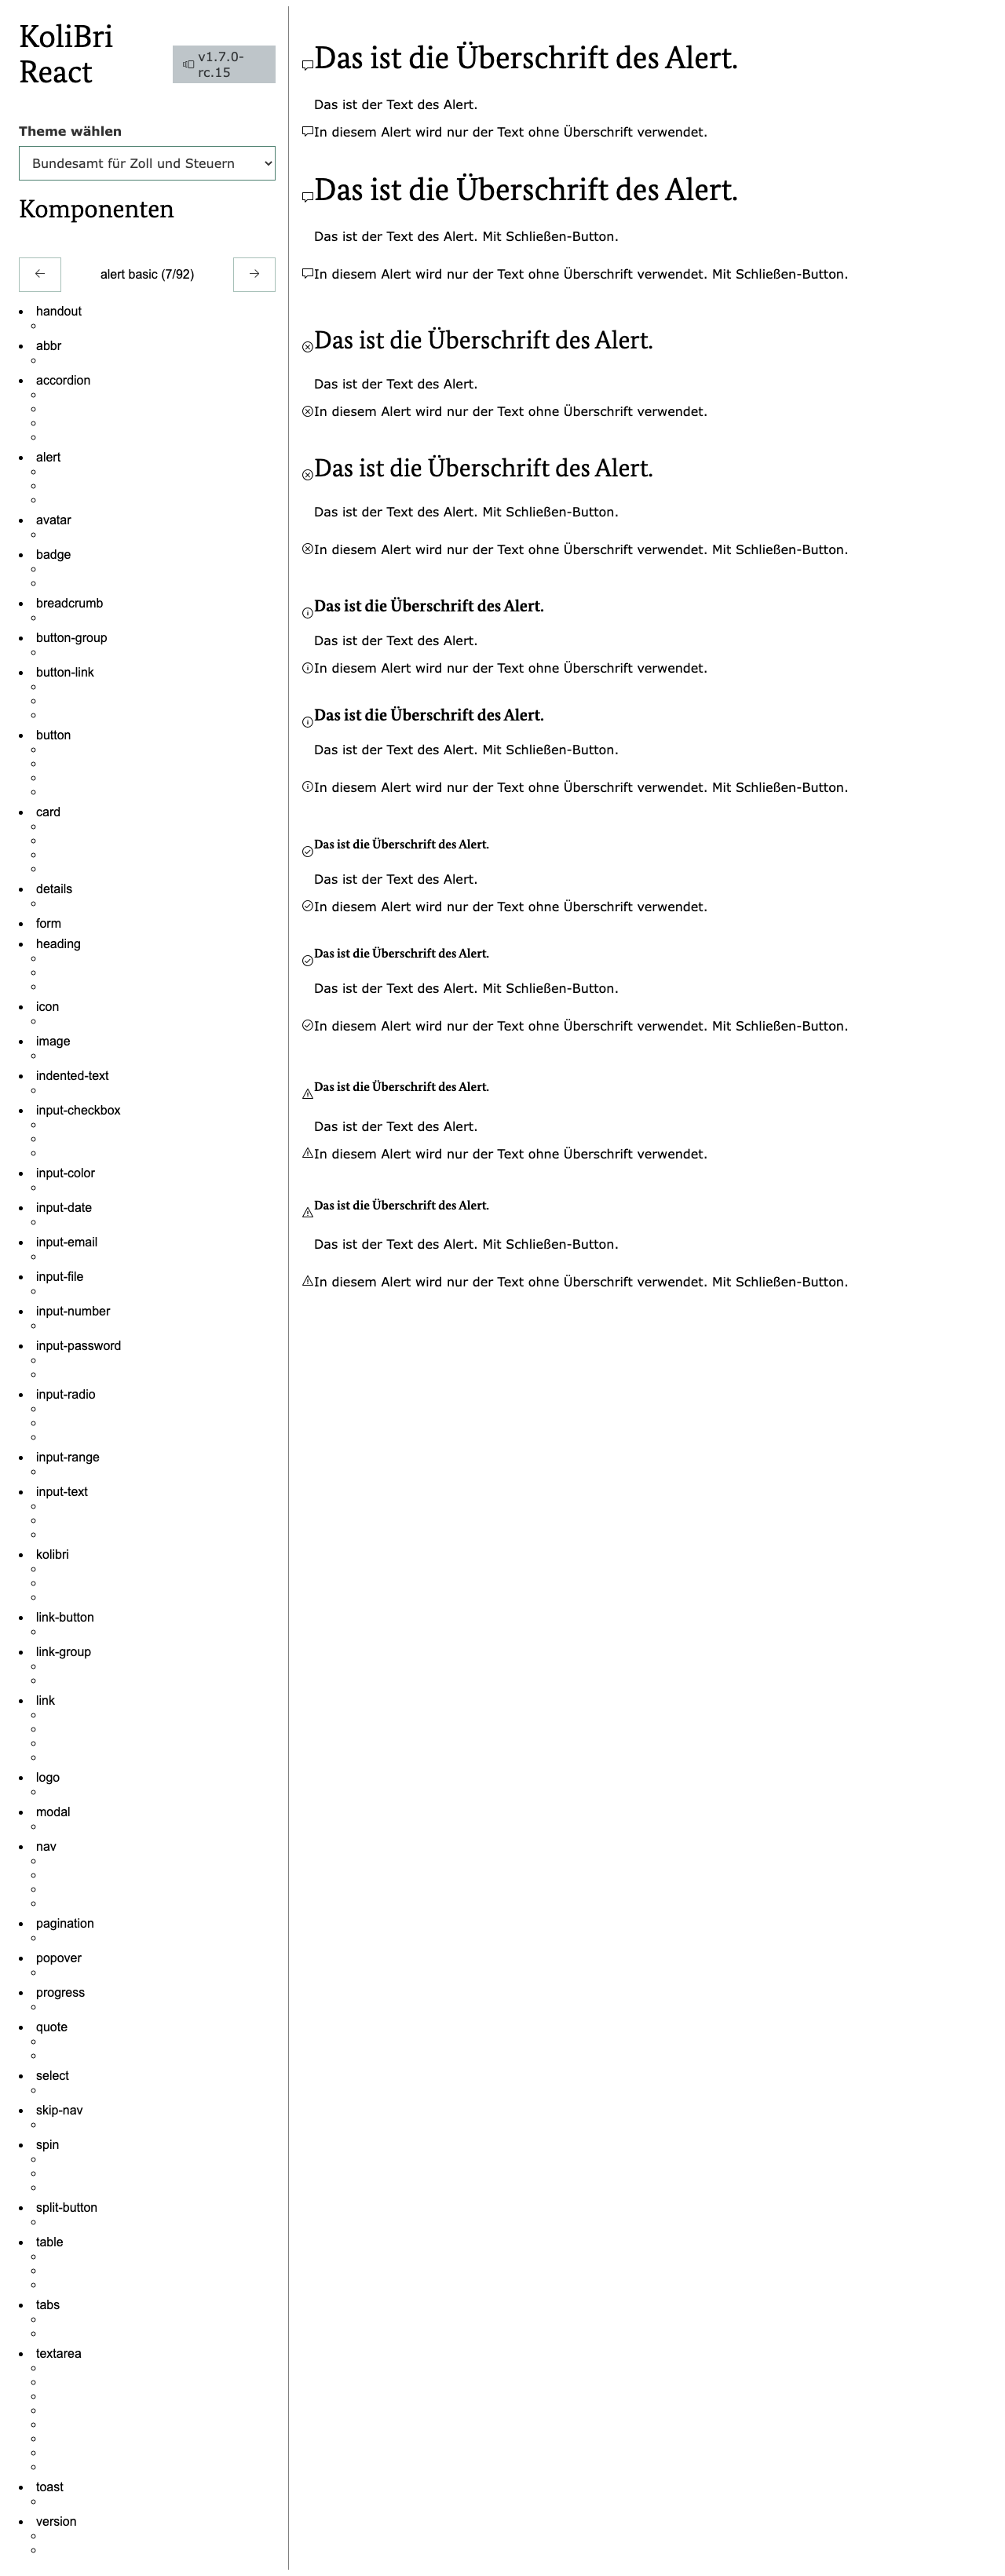 KoliBri
React
v1.7.0-
rc.15
Theme wählen
Bundesamt für Zoll und Steuern
Komponenten
alert basic (7/92)
handout
abbr
accordion
alert
avatar
badge
breadcrumb
button-group
button-link
button
card
details
form
heading
icon
image
indented-text
input-checkbox
input-color
input-date
input-email
input-file
input-number
input-password
input-radio
input-range
input-text
kolibri
link-button
link-group
link
logo
modal
nav
pagination
popover
progress
quote
select
skip-nav
spin
split-button
table
tabs
textarea
toast
version
Das ist die Überschrift des Alert.
Das ist der Text des Alert.
In diesem Alert wird nur der Text ohne Überschrift verwendet.
Das ist die Überschrift des Alert.
Das ist der Text des Alert. Mit Schließen-Button.
In diesem Alert wird nur der Text ohne Überschrift verwendet. Mit Schließen-Button.
Das ist die Überschrift des Alert.
Das ist der Text des Alert.
In diesem Alert wird nur der Text ohne Überschrift verwendet.
Das ist die Überschrift des Alert.
Das ist der Text des Alert. Mit Schließen-Button.
In diesem Alert wird nur der Text ohne Überschrift verwendet. Mit Schließen-Button.
Das ist die Überschrift des Alert.
Das ist der Text des Alert.
In diesem Alert wird nur der Text ohne Überschrift verwendet.
Das ist die Überschrift des Alert.
Das ist der Text des Alert. Mit Schließen-Button.
In diesem Alert wird nur der Text ohne Überschrift verwendet. Mit Schließen-Button.
Das ist die Überschrift des Alert.
Das ist der Text des Alert.
In diesem Alert wird nur der Text ohne Überschrift verwendet.
Das ist die Überschrift des Alert.
Das ist der Text des Alert. Mit Schließen-Button.
In diesem Alert wird nur der Text ohne Überschrift verwendet. Mit Schließen-Button.
Das ist die Überschrift des Alert.
Das ist der Text des Alert.
In diesem Alert wird nur der Text ohne Überschrift verwendet.
Das ist die Überschrift des Alert.
Das ist der Text des Alert. Mit Schließen-Button.
In diesem Alert wird nur der Text ohne Überschrift verwendet. Mit Schließen-Button.